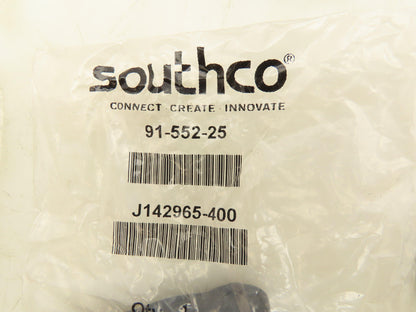 southco®
CONNECT · CREATE · INNOVATE
91-552-25
J142965-400